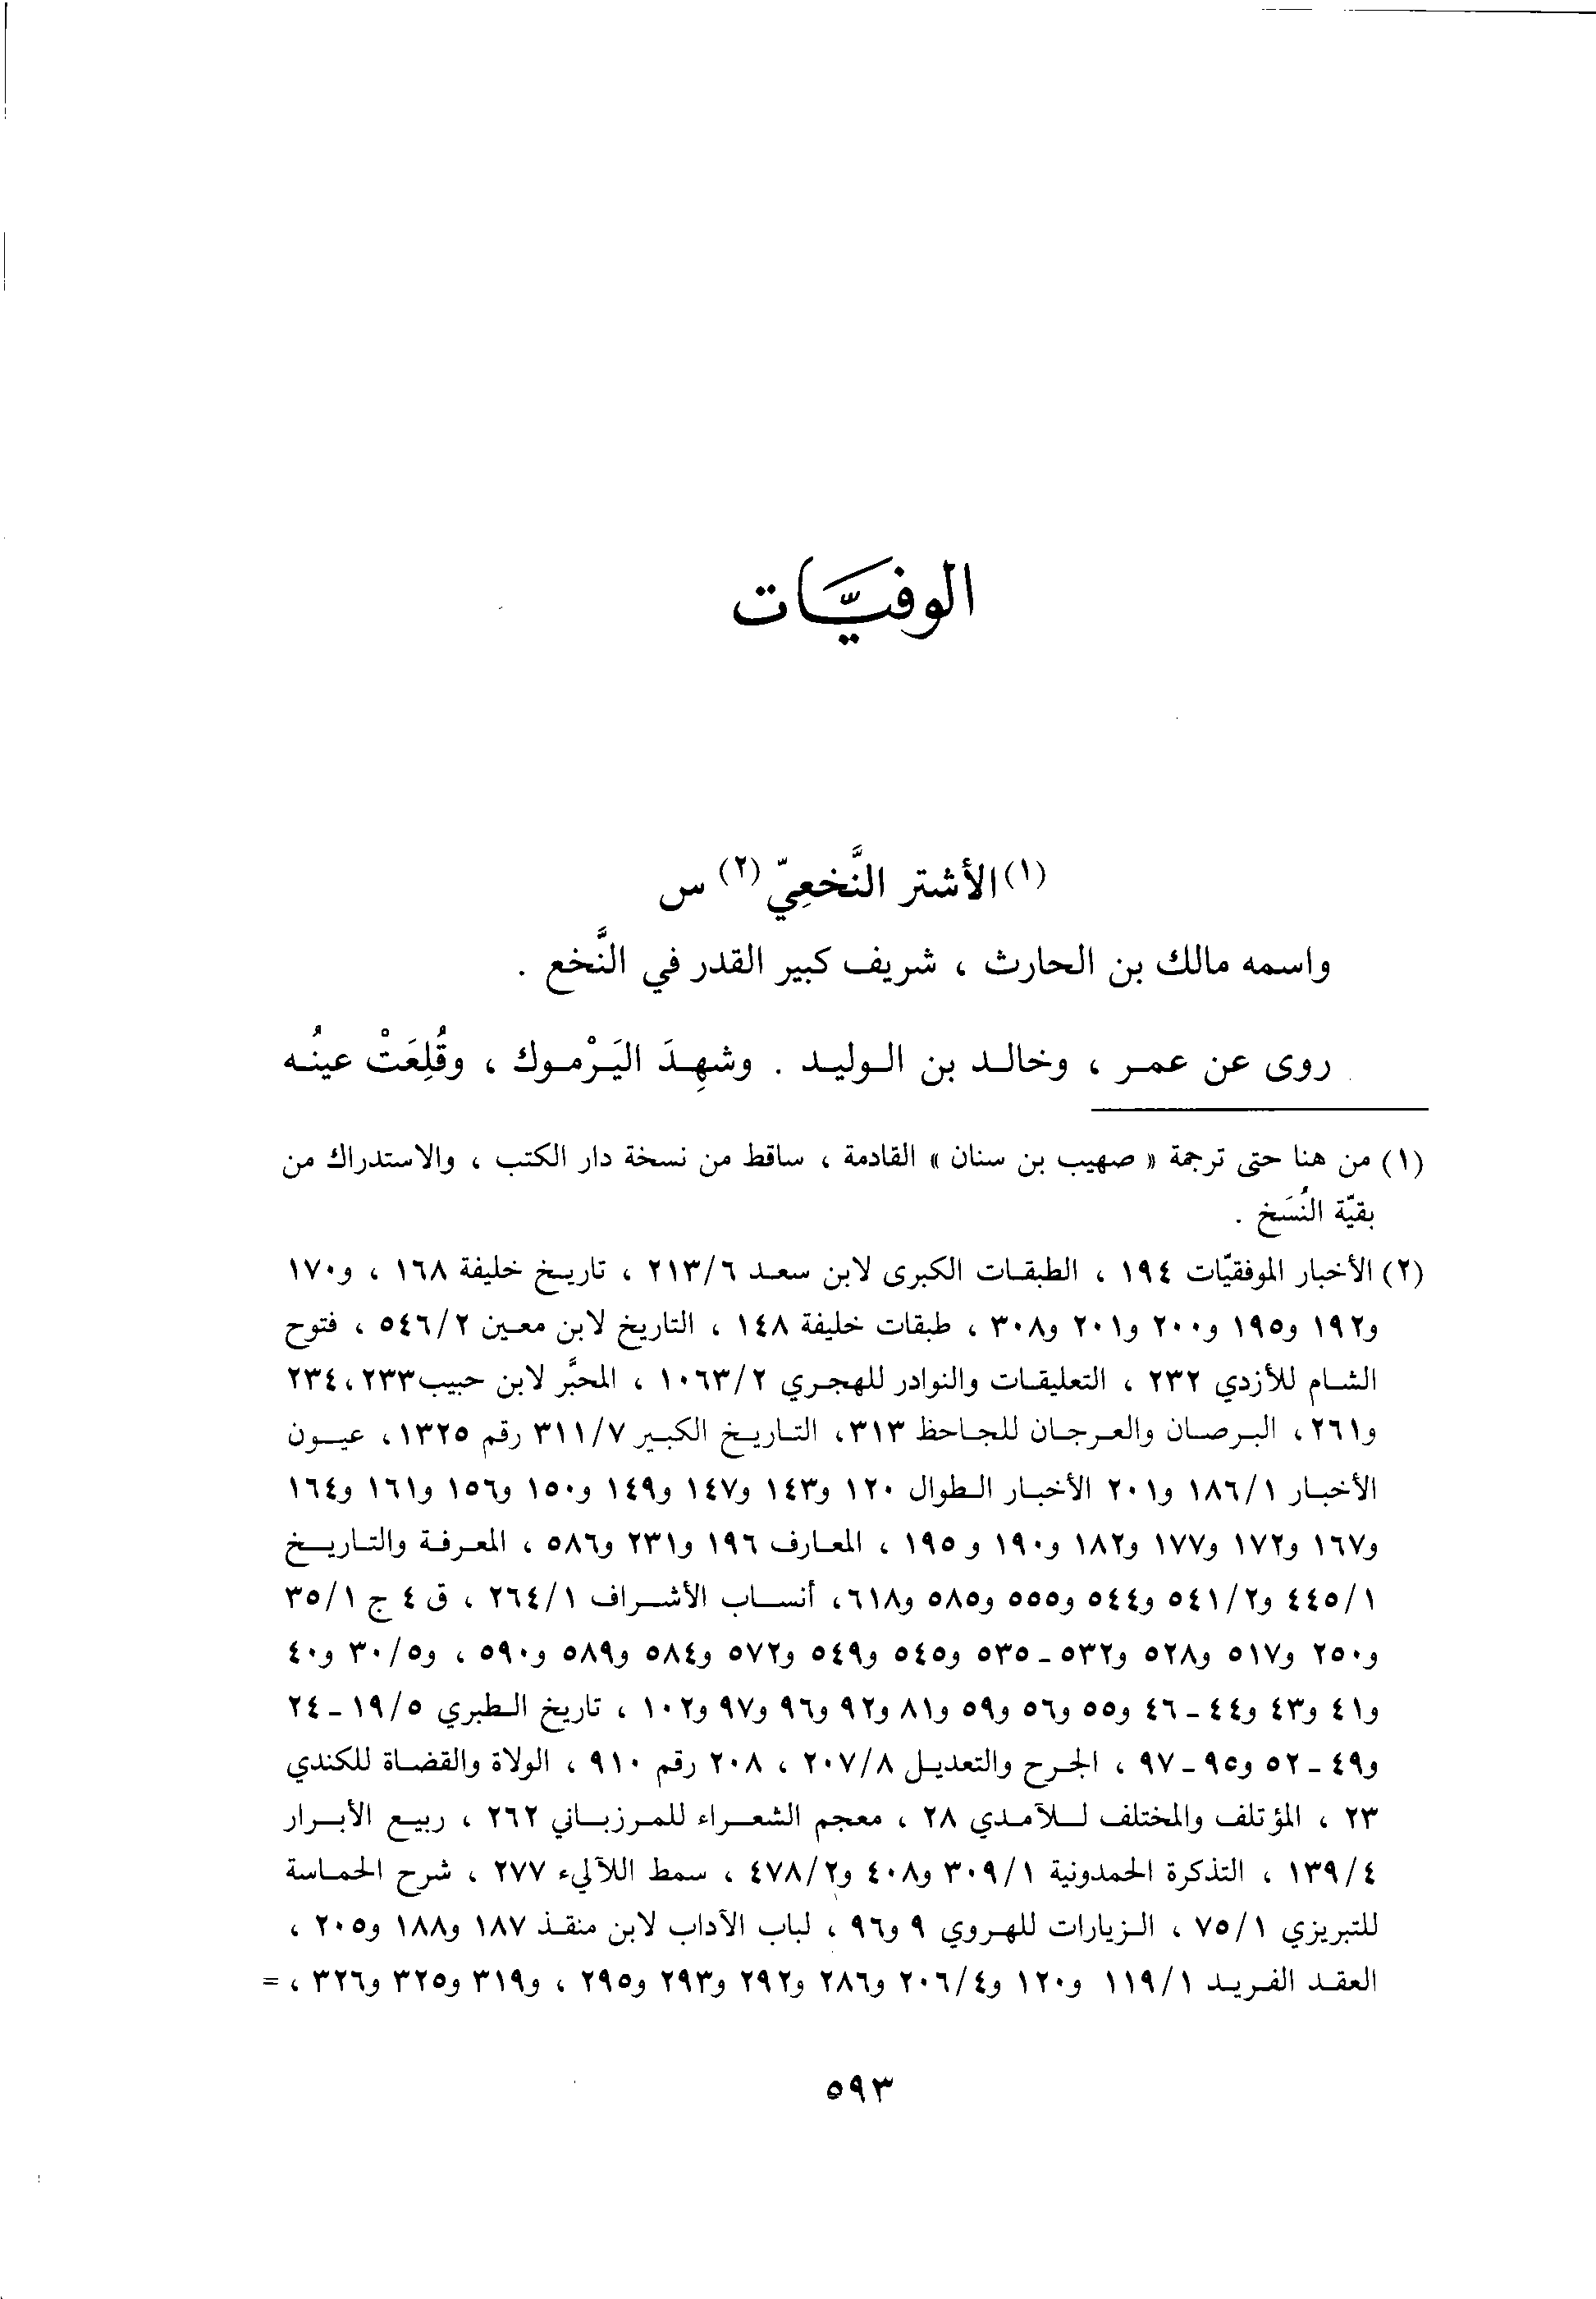 الوفيَّات
(١) الأشتر النَّخعِيّ (٢) س
واسمه مالك بن الحارث ، شريف كبير القدر في النَّخع .
روى عن عمر ، وخالد بن الوليد . وشهِدَ اليَرْموك ، وقُلِعَتْ عينُه
(١) من هنا حتى ترجمة « صهيب بن سنان » القادمة ، ساقط من نسخة دار الكتب ، والاستدراك من
بقيّة النُسَخ .
(٢) الأخبار الموفقيّات ١٩٤ ، الطبقات الكبرى لابن سعد ٢١٣/٦ ، تاريخ خليفة ١٦٨ ، و١٧٠
و١٩٢ و١٩٥ و٢٠٠ و٢٠١ و٣٠٨ ، طبقات خليفة ١٤٨ ، التاريخ لابن معين ٥٤٦/٢ ، فتوح
الشام للأزدي ٢٣٢ ، التعليقات والنوادر للهجري ١٠٦٣/٢ ، المحبَّر لابن حبيب ٢٣٣، ٢٣٤
و٢٦١ ، البرصان والعرجان للجاحظ ٣١٣، التاريخ الكبير ٣١١/٧ رقم ١٣٢٥، عيون
الأخبار ١٨٦/١ و٢٠١ الأخبار الطوال ١٢٠ و١٤٣ و١٤٧ و١٤٩ و١٥٠ و١٥٦ و١٦١ و١٦٤
و١٦٧ و١٧٢ و١٧٧ و١٨٢ و١٩٠ و ١٩٥ ، المعارف ١٩٦ و٢٣١ و٥٨٦ ، المعرفة والتاريخ
٤٤٥/١ و٥٤١/٢ و٥٤٤ و٥٥٥ و٥٨٥ و٦١٨، أنساب الأشراف ٢٦٤/١ ، ق ٤ ج ٣٥/١
و٢٥٠ و٥١٧ و٥٢٨ و٥٣٢ - ٥٣٥ و٥٤٥ و٥٤٩ و٥٧٢ و٥٨٤ و٥٨٩ و٥٩٠ ، و٣٠/٥ و٤٠
و٤١ و٤٣ و٤٤ - ٤٦ و٥٥ و٥٦ و٥٩ و٨١ و٩٢ و٩٦ و٩٧ و١٠٢ ، تاريخ الطبري ١٩/٥ - ٢٤
و٤٩ - ٥٢ و٩٥ - ٩٧ ، الجرح والتعديل ٢٠٧/٨ ، ٢٠٨ رقم ٩١٠ ، الولاة والقضاة للكندي
٢٣ ، المؤتلف والمختلف للآمدي ٢٨ ، معجم الشعراء للمرزباني ٢٦٢ ، ربيع الأبرار
١٣٩/٤ ، التذكرة الحمدونية ٣٠٩/١ و٤٠٨ و٤٧٨/٢ ، سمط اللآليء ٢٧٧ ، شرح الحماسة
للتبريزي ٧٥/١ ، الزيارات للهروي ٩ و٩٦ ، لباب الآداب لابن منقذ ١٨٧ و١٨٨ و٢٠٥ ،
العقد الفريد ١١٩/١ و١٢٠ و٢٠٦/٤ و٢٨٦ و٢٩٢ و٢٩٣ و٢٩٥ ، و٣١٩ و٣٢٥ و٣٢٦ ، =
٥٩٣